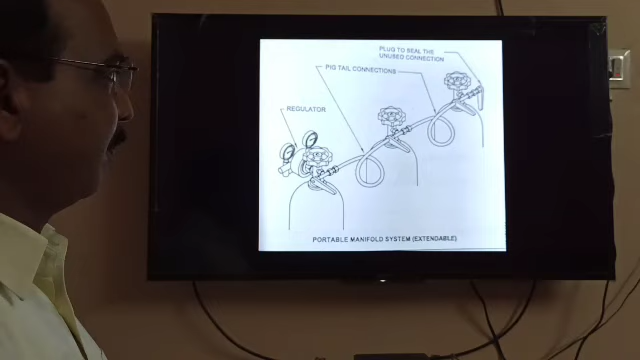 PLUG TO SEAL THE
UNUSED CONNECTION
PIG TAIL CONNECTIONS
REGULATOR
PORTABLE MANIFOLD SYSTEM (EXTENDABLE)